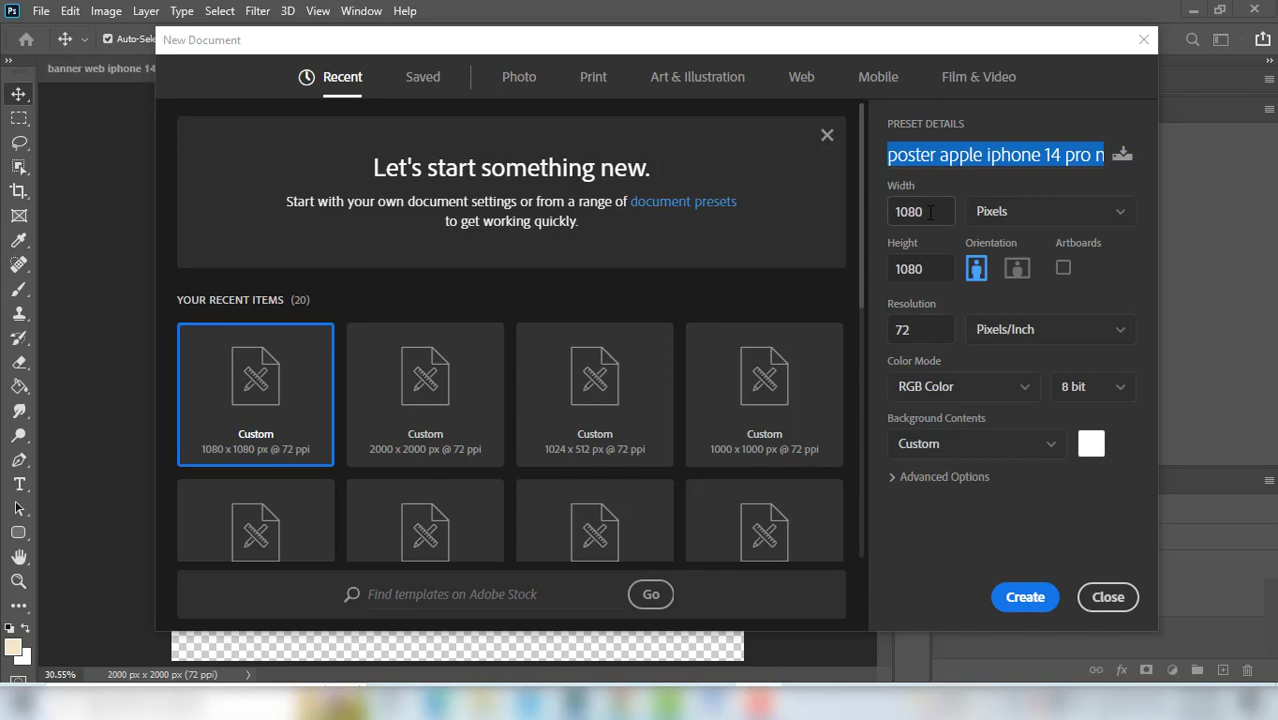 Ps File Edit Image Layer Type Select Filter 3D View Window Help
New Document
banner web iphone 14
Recent Saved Photo Print Art & Illustration Web Mobile Film & Video
Let's start something new.
Start with your own document settings or from a range of document presets
to get working quickly.
YOUR RECENT ITEMS (20)
Custom
1080 x 1080 px @ 72 ppi
Custom
2000 x 2000 px @ 72 ppi
Custom
1024 x 512 px @ 72 ppi
Custom
1000 x 1000 px @ 72 ppi
Find templates on Adobe Stock
Go
PRESET DETAILS
poster apple iphone 14 pro
Width
1080 Pixels
Height Orientation Artboards
1080
Resolution
72 Pixels/Inch
Color Mode
RGB Color 8 bit
Background Contents
Custom
Advanced Options
Create Close
30.55% 2000 px x 2000 px (72 ppi)